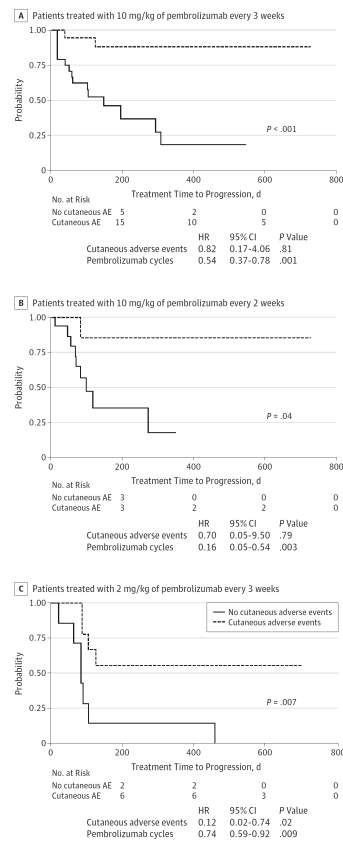 A Patients treated with 10 mg/kg of pembrolizumab every 3 weeks
1.00
0.75
0.50
0.25
0
Probability
P < .001
0 200 400 600 800
Treatment Time to Progression, d
No. at Risk
No cutaneous AE 5 2 0 0
Cutaneous AE 15 10 5 0
HR 95% CI P Value
Cutaneous adverse events 0.82 0.17-4.06 .81
Pembrolizumab cycles 0.54 0.37-0.78 .001
B Patients treated with 10 mg/kg of pembrolizumab every 2 weeks
1.00
0.75
0.50
0.25
0
Probability
P = .04
0 200 400 600 800
Treatment Time to Progression, d
No. at Risk
No cutaneous AE 3 0 0 0
Cutaneous AE 3 2 2 0
HR 95% CI P Value
Cutaneous adverse events 0.70 0.05-9.50 .79
Pembrolizumab cycles 0.16 0.05-0.54 .003
C Patients treated with 2 mg/kg of pembrolizumab every 3 weeks
1.00
0.75
0.50
0.25
0
Probability
No cutaneous adverse events
Cutaneous adverse events
P = .007
0 200 400 600 800
Treatment Time to Progression, d
No. at Risk
No cutaneous AE 2 2 0 0
Cutaneous AE 6 6 3 0
HR 95% CI P Value
Cutaneous adverse events 0.12 0.02-0.74 .02
Pembrolizumab cycles 0.74 0.59-0.92 .009